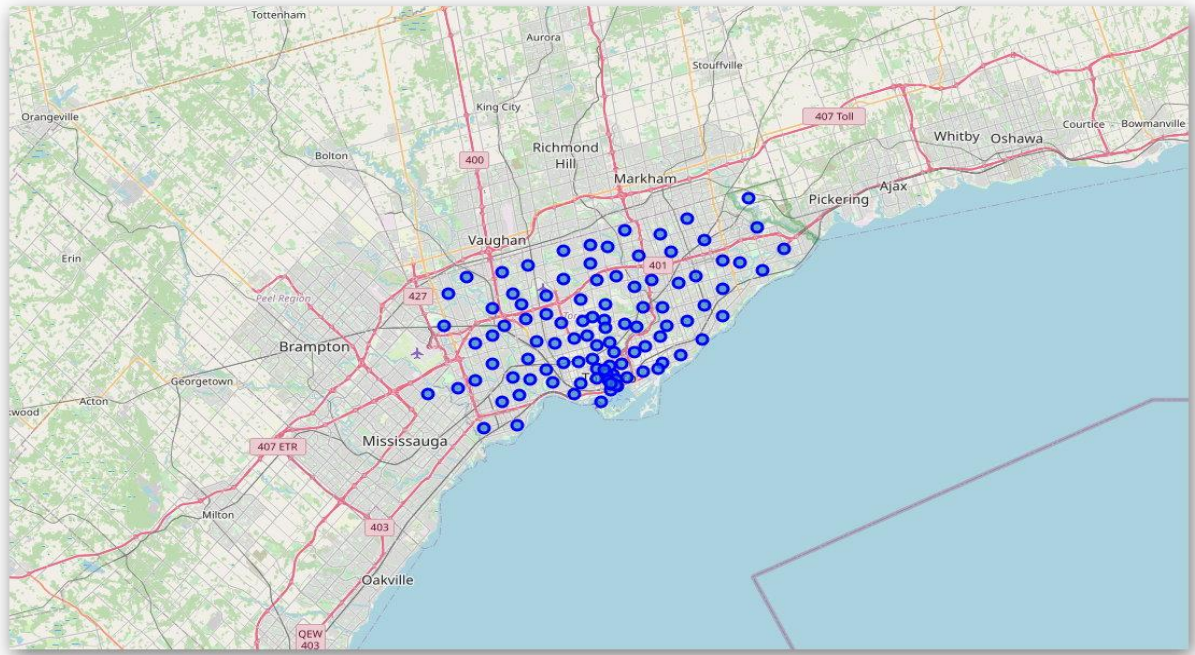 Tottenham
Aurora
Stouffville
King City
Orangeville
407 Toll
Courtice
Bowmanville
Whitby
Oshawa
Richmond
Hill
Bolton
400
Markham
Ajax
Pickering
Vaughan
Erin
401
Peel Region
427
Brampton
Georgetown
Acton
kwood
Mississauga
407 ETR
Milton
403
Oakville
QEW
403